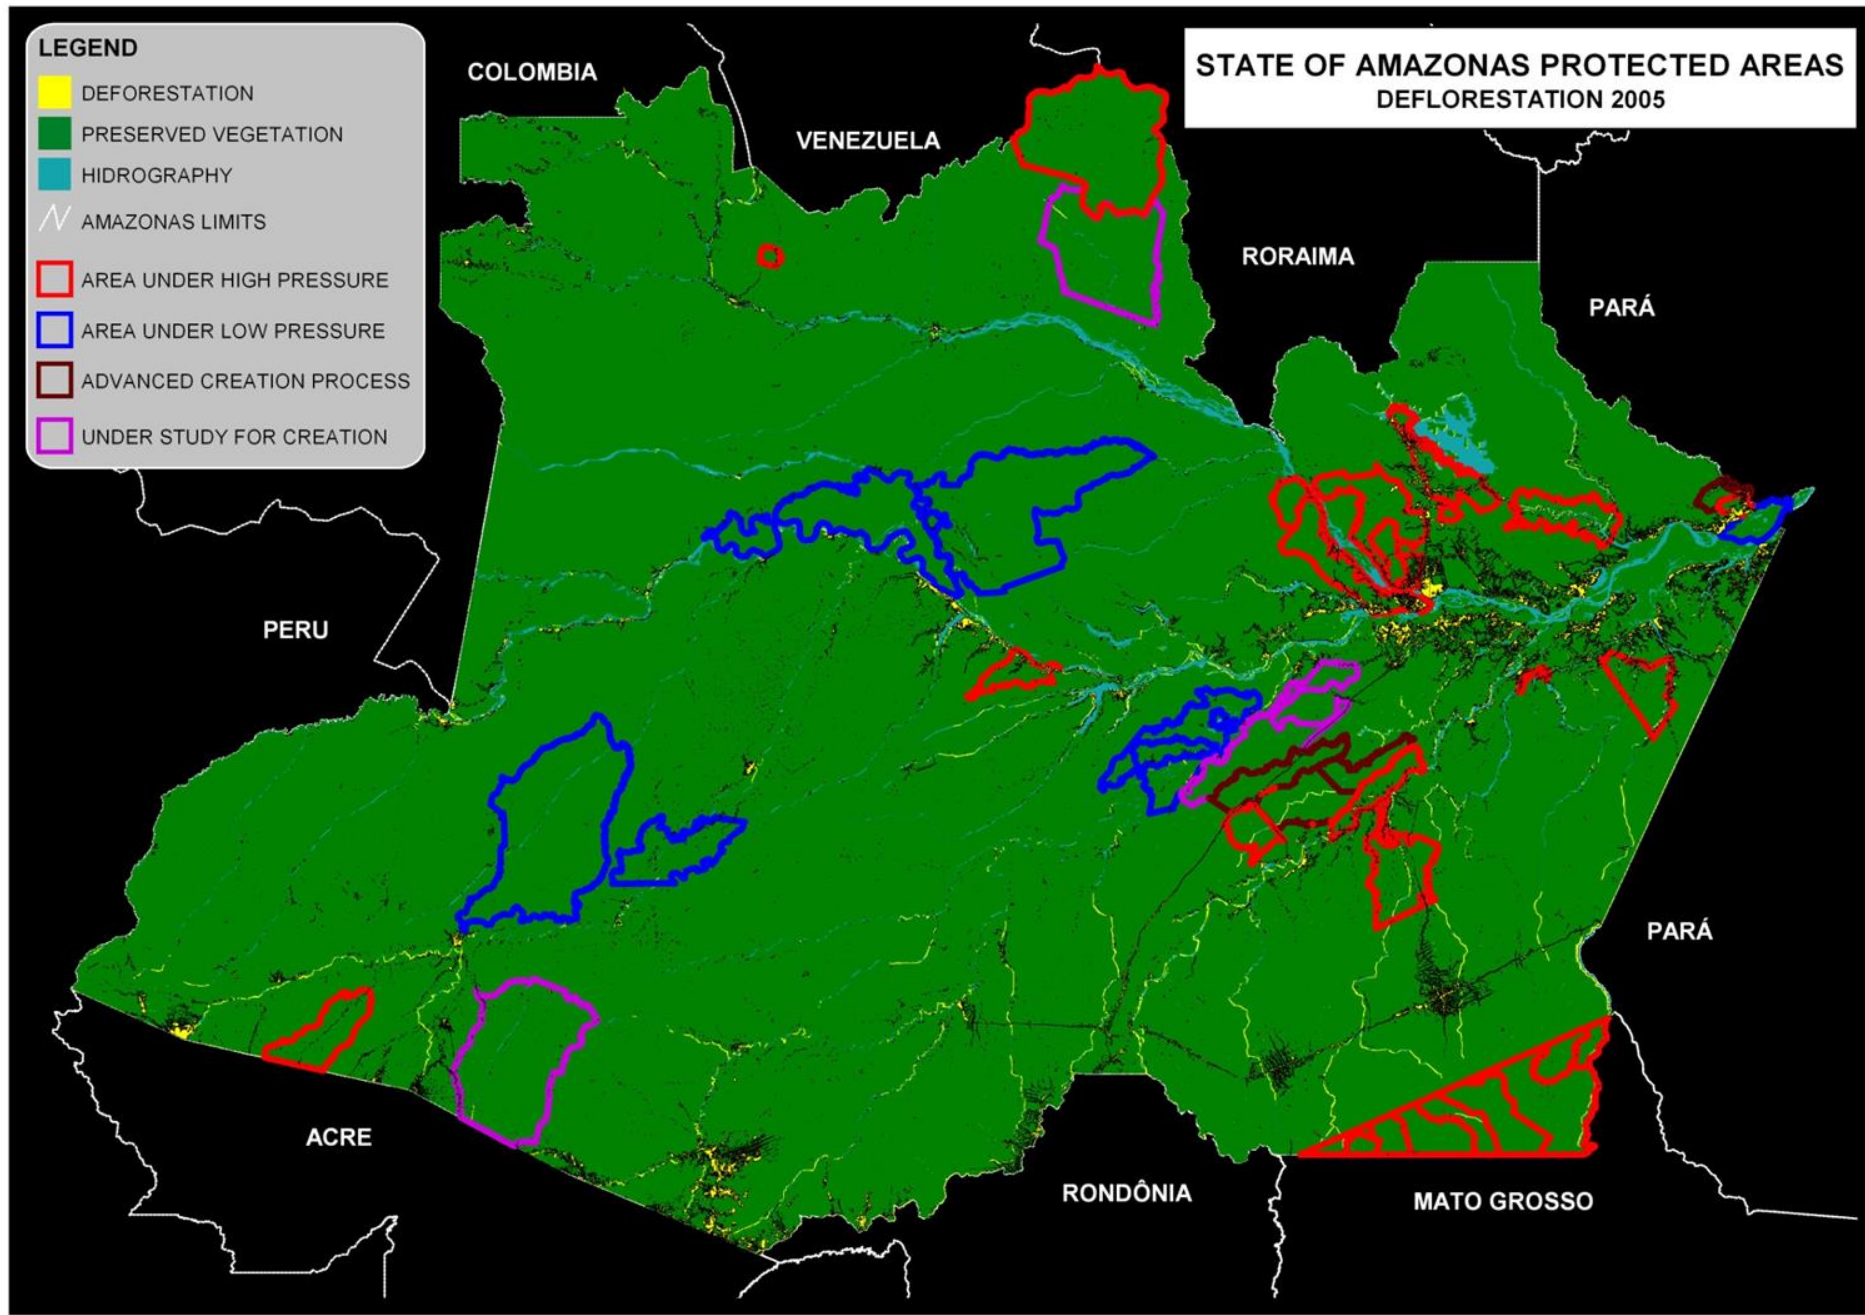 LEGEND
DEFORESTATION
PRESERVED VEGETATION
HIDROGRAPHY
AMAZONAS LIMITS
AREA UNDER HIGH PRESSURE
AREA UNDER LOW PRESSURE
ADVANCED CREATION PROCESS
UNDER STUDY FOR CREATION
STATE OF AMAZONAS PROTECTED AREAS
DEFLORESTATION 2005
COLOMBIA
VENEZUELA
RORAIMA
PARÁ
PERU
PARÁ
ACRE
RONDÔNIA
MATO GROSSO